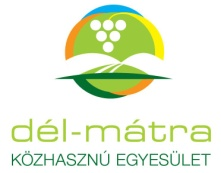 dél-mátra
KÖZHASZNÚ EGYESÜLET